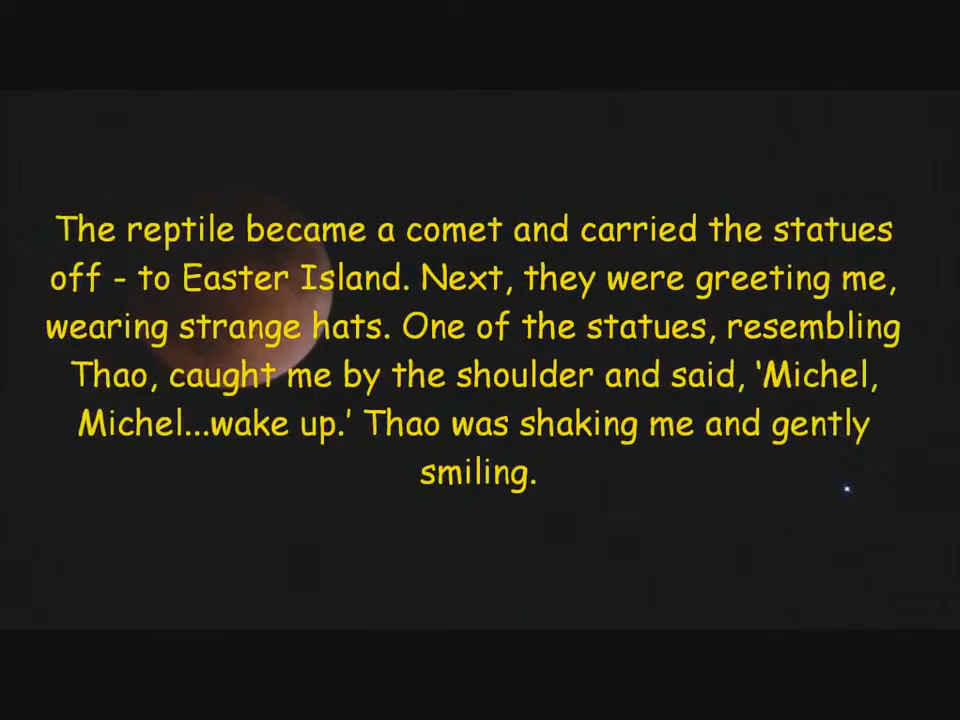 The reptile became a comet and carried the statues
off - to Easter Island. Next, they were greeting me,
wearing strange hats. One of the statues, resembling
Thao, caught me by the shoulder and said, ‘Michel,
Michel...wake up.’ Thao was shaking me and gently
smiling.